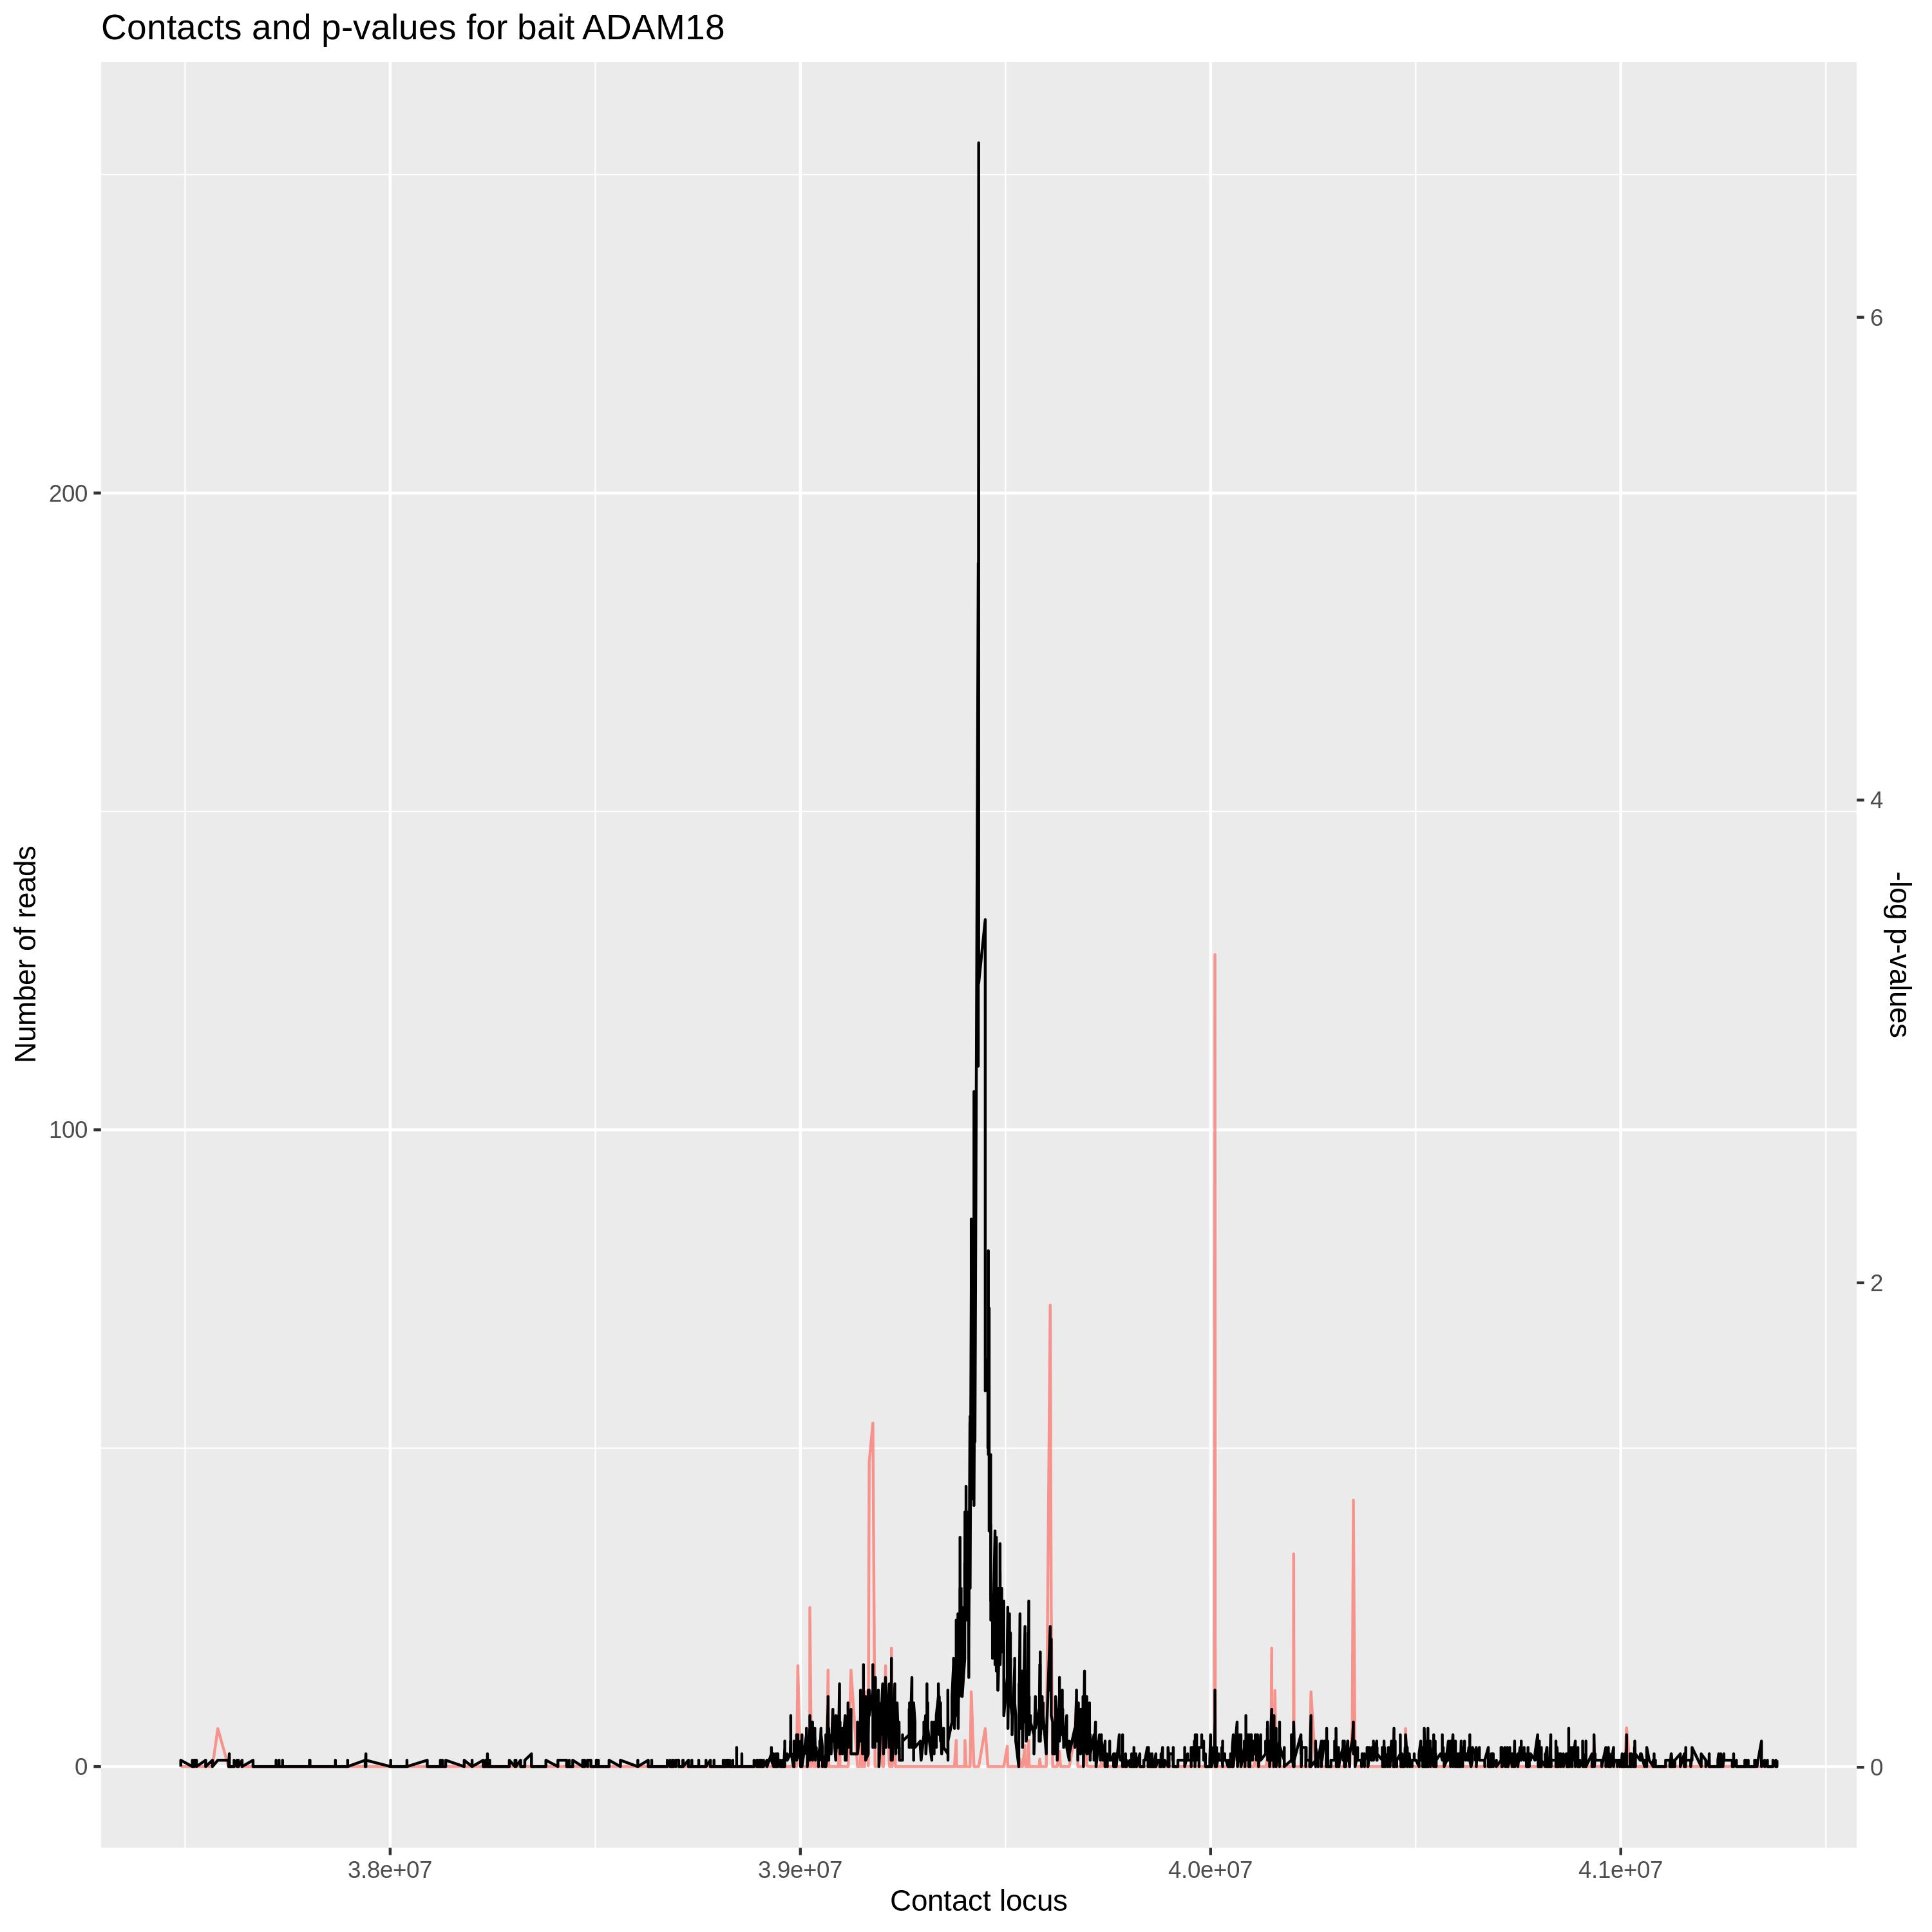 Contacts and p-values for bait ADAM18
Number of reads
200
100
0
6
4
2
0
-log p-values
3.8e+07
3.9e+07
4.0e+07
4.1e+07
Contact locus